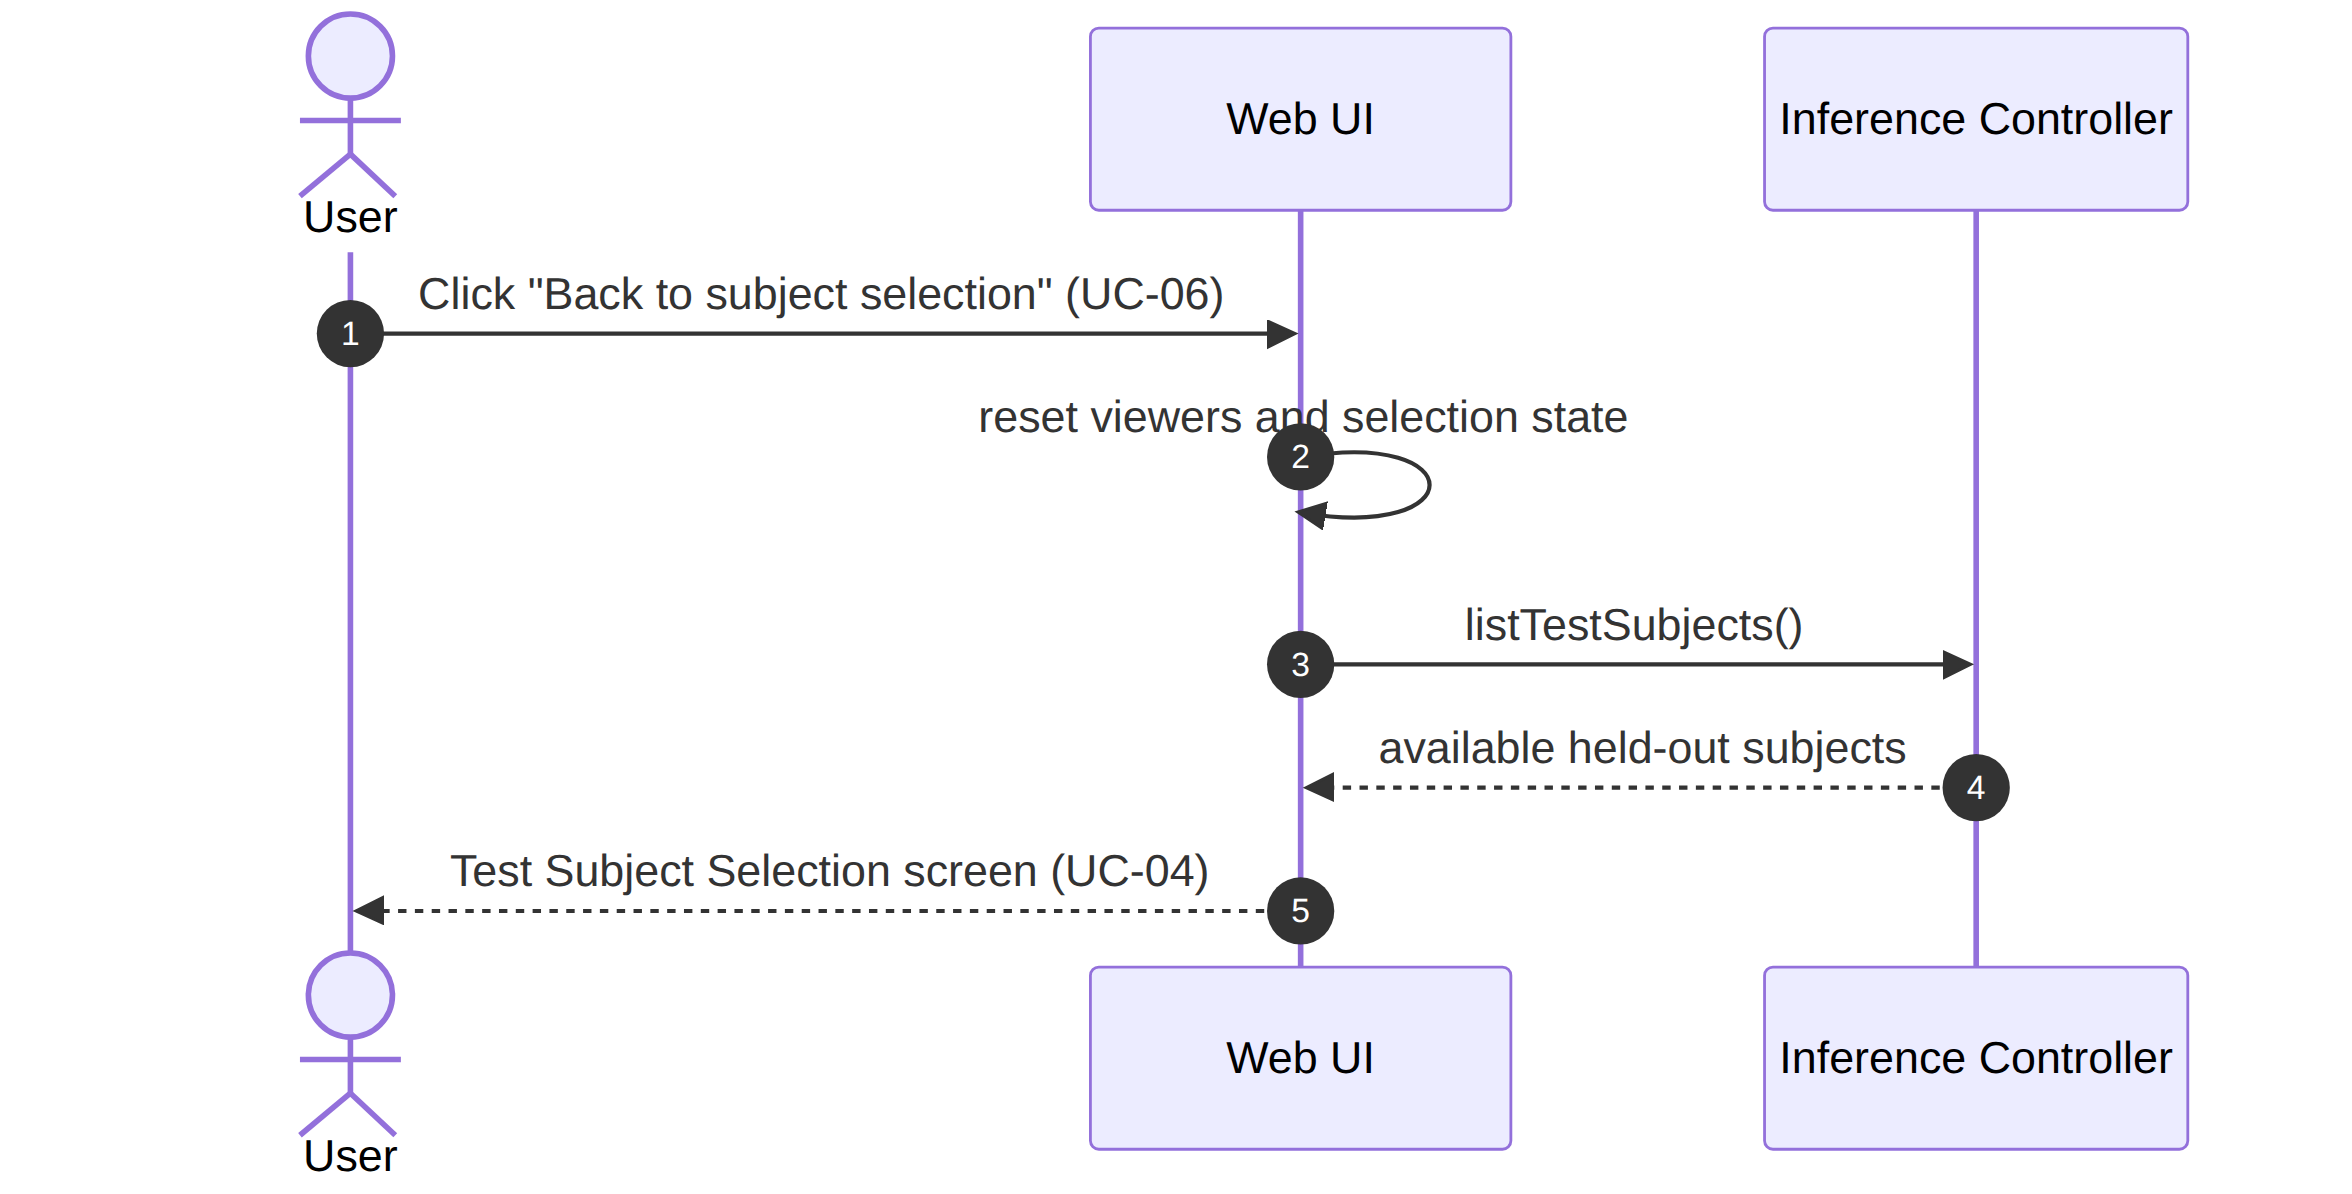 User
Web UI
Inference Controller
Click "Back to subject selection" (UC-06)
1
reset viewers and selection state
2
listTestSubjects()
3
available held-out subjects
4
Test Subject Selection screen (UC-04)
5
User
Web UI
Inference Controller